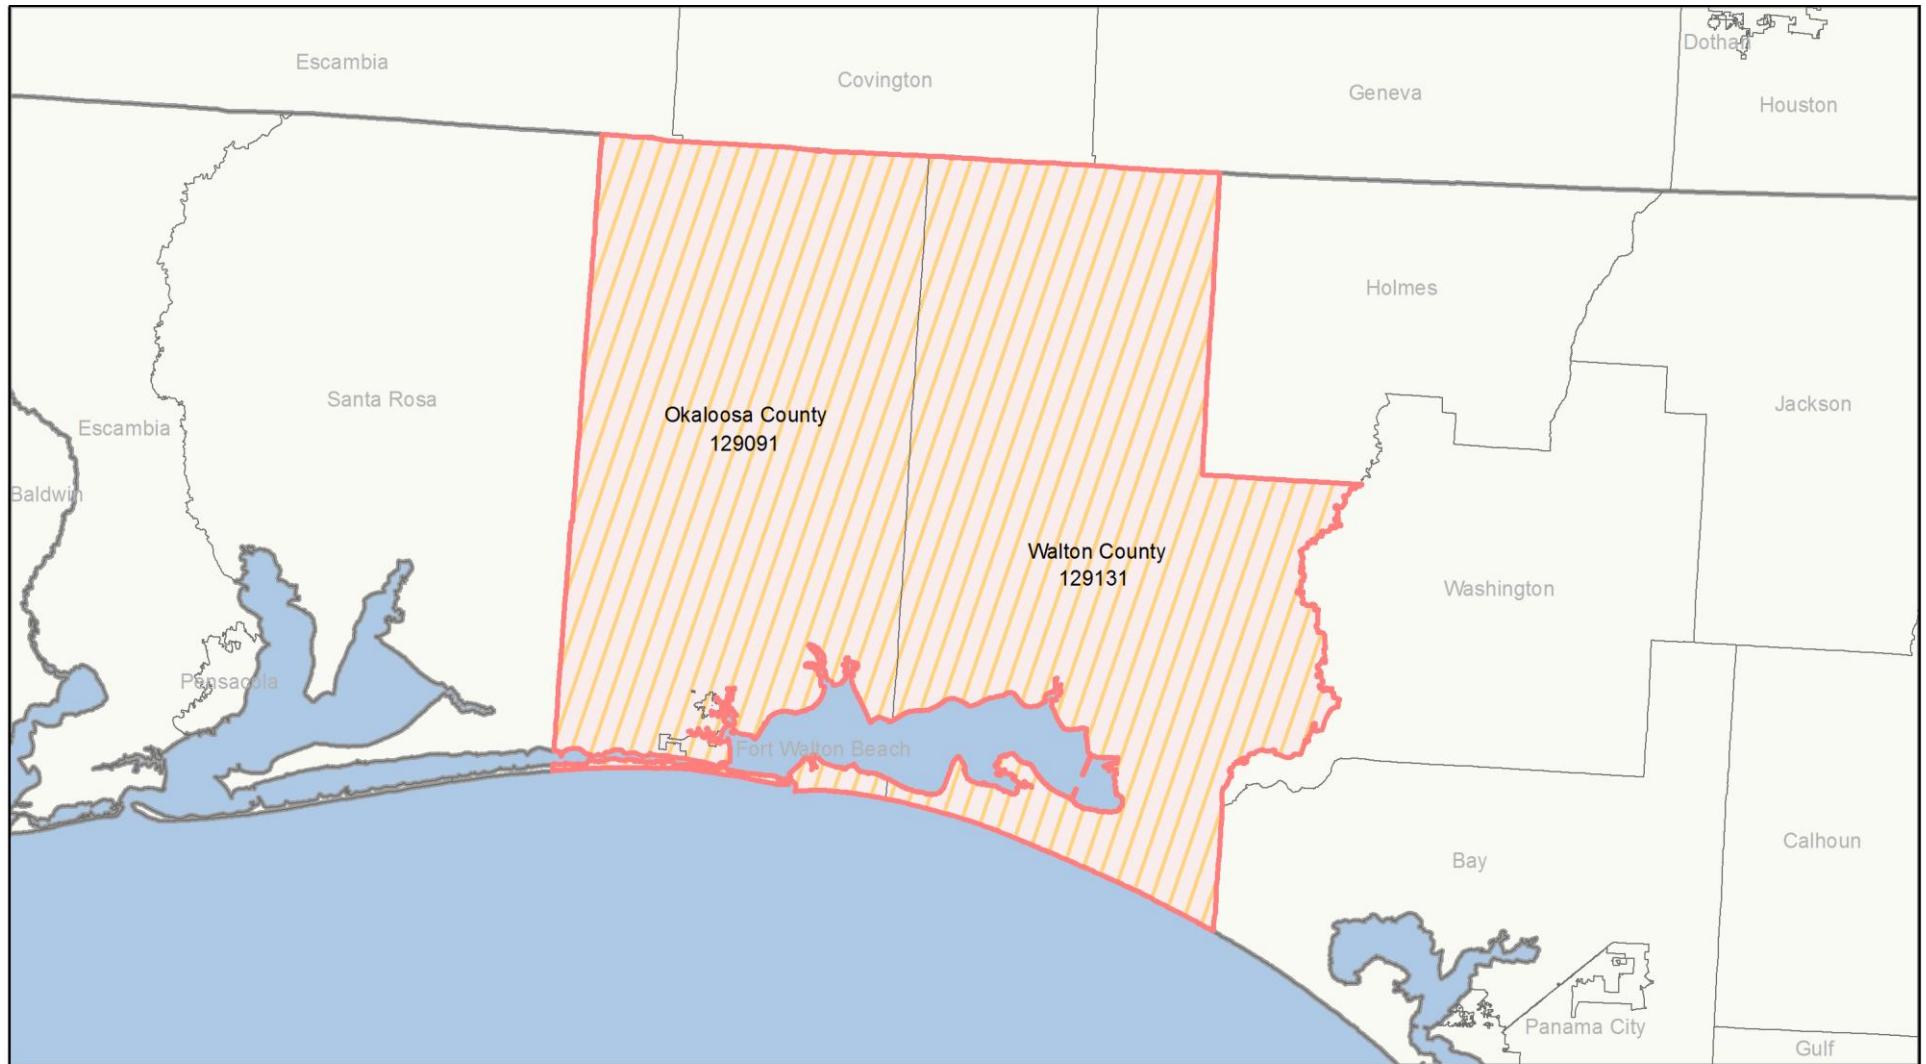 Dothan
Escambia
Covington
Geneva
Houston
Holmes
Santa Rosa
Jackson
Okaloosa County
129091
Escambia
Baldwin
Walton County
129131
Washington
Pensacola
Fort Walton Beach
Calhoun
Bay
Panama City
Gulf